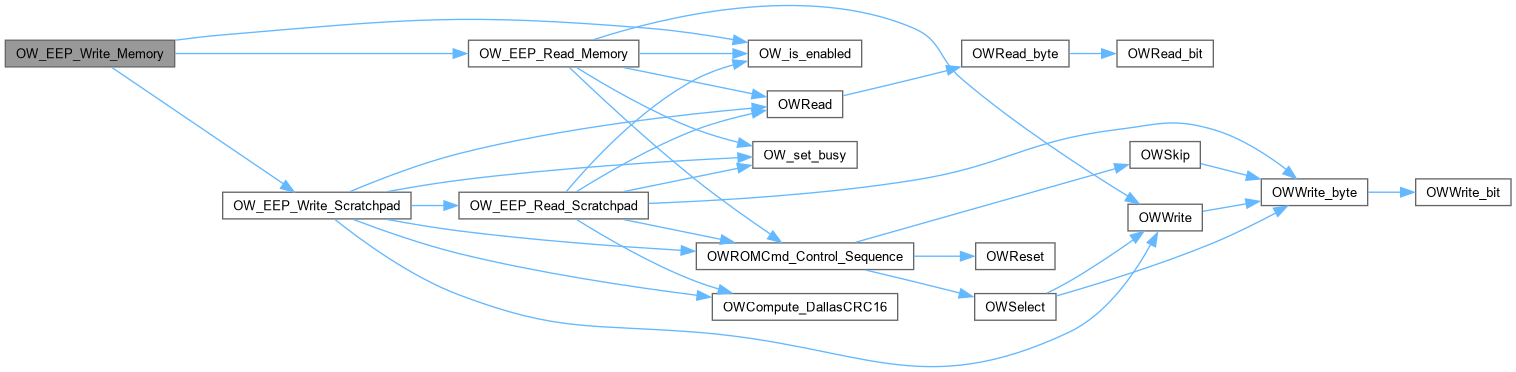 OW_EEP_Write_Memory
OW_EEP_Read_Memory
OW_is_enabled
OWRead_byte
OWRead_bit
OWRead
OW_set_busy
OWSkip
OW_EEP_Write_Scratchpad
OW_EEP_Read_Scratchpad
OWWrite
OWWrite_byte
OWWrite_bit
OWROMCmd_Control_Sequence
OWReset
OWCompute_DallasCRC16
OWSelect